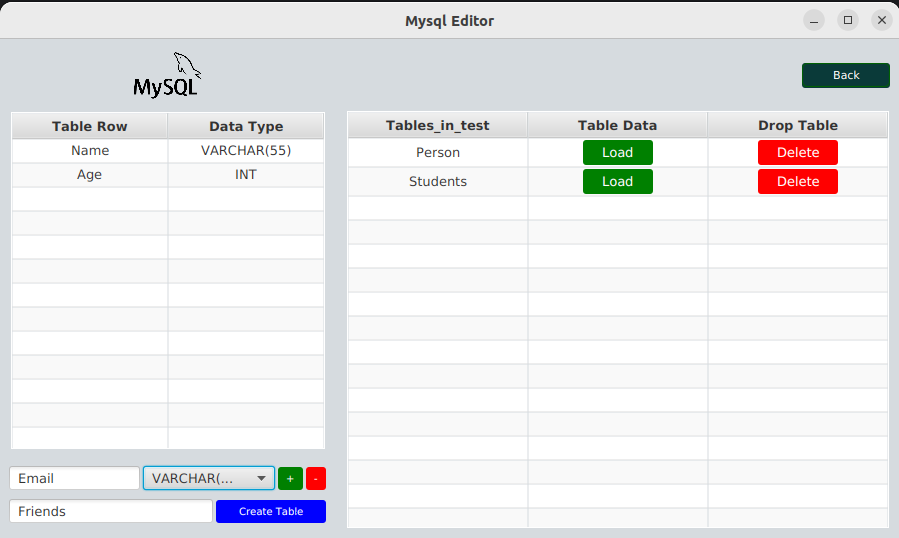 Mysql Editor
MySQL
Back
Table Row Data Type
Name VARCHAR(55)
Age INT
Tables_in_test Table Data Drop Table
Person Load Delete
Students Load Delete
Email VARCHAR(... + -
Friends Create Table